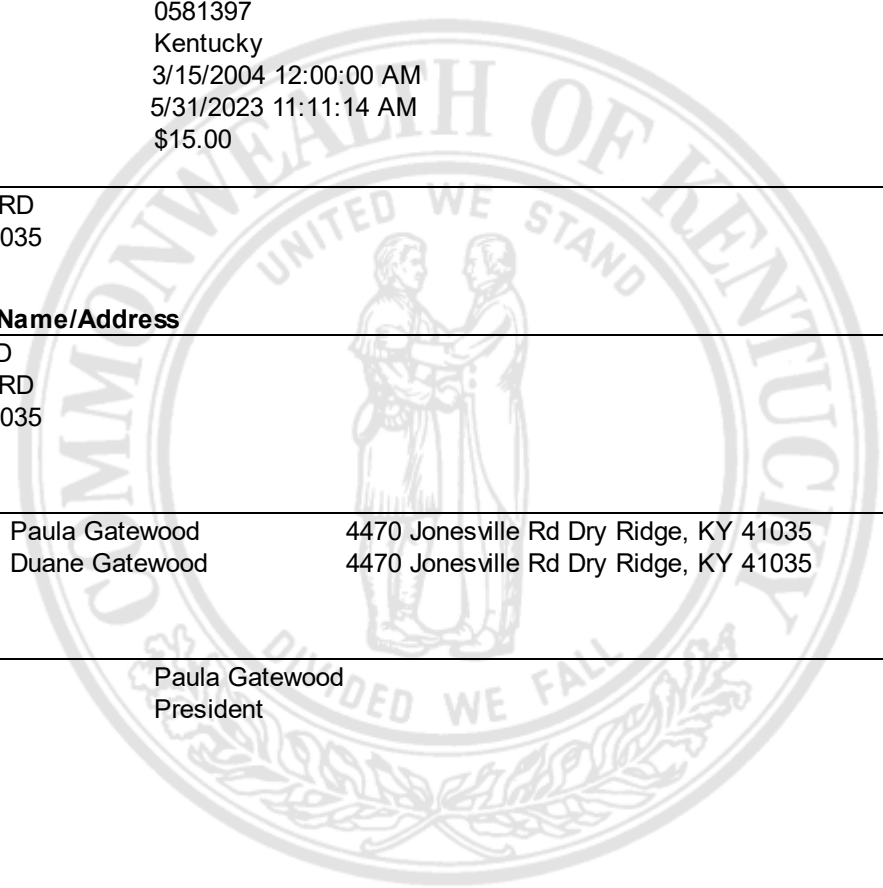 0581397
Kentucky
3/15/2004 12:00:00 AM
5/31/2023 11:11:14 AM
$15.00
RD
035
Name/Address
D
RD
035
Paula Gatewood 4470 Jonesville Rd Dry Ridge, KY 41035
Duane Gatewood 4470 Jonesville Rd Dry Ridge, KY 41035
Paula Gatewood
President
COMMONWEALTH OF KENTUCKY
UNITED WE STAND
DIVIDED WE FALL